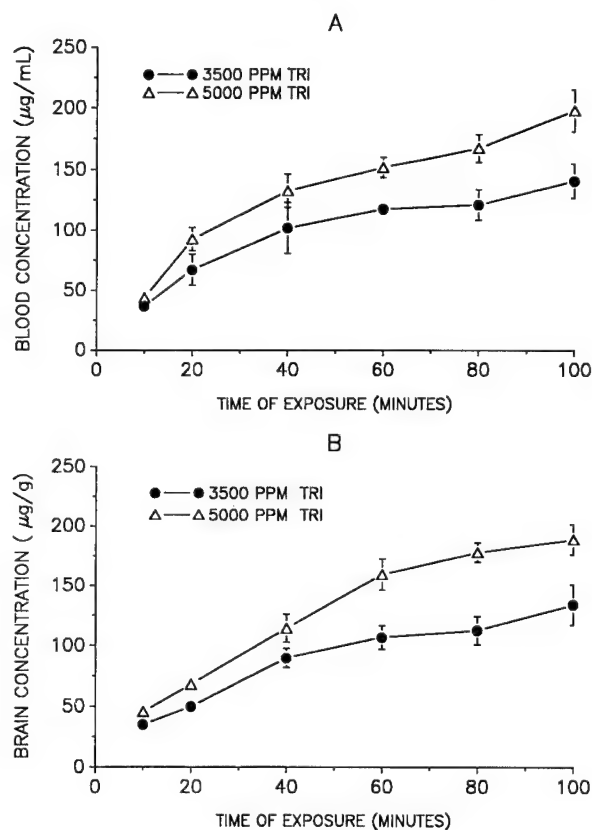 A
250
200
150
100
50
0
BLOOD CONCENTRATION (μg/mL)
3500 PPM TRI
5000 PPM TRI
0 20 40 60 80 100
TIME OF EXPOSURE (MINUTES)
B
250
200
150
100
50
0
BRAIN CONCENTRATION ( μg/g)
3500 PPM TRI
5000 PPM TRI
0 20 40 60 80 100
TIME OF EXPOSURE (MINUTES)